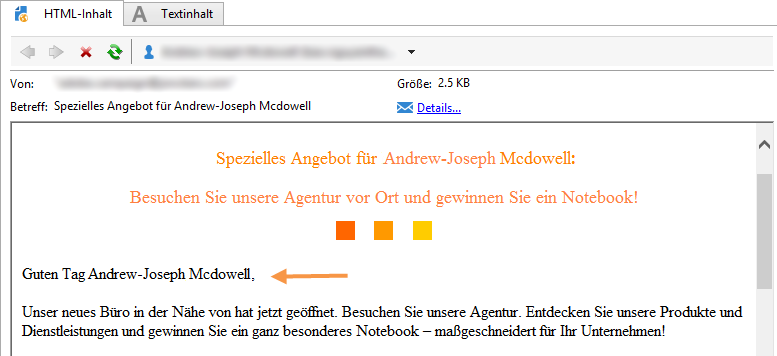 HTML-Inhalt
Textinhalt
Von:
Größe: 2.5 KB
Betreff: Spezielles Angebot für Andrew-Joseph Mcdowell
Details...
Spezielles Angebot für Andrew-Joseph Mcdowell:
Besuchen Sie unsere Agentur vor Ort und gewinnen Sie ein Notebook!
Guten Tag Andrew-Joseph Mcdowell,
Unser neues Büro in der Nähe von hat jetzt geöffnet. Besuchen Sie unsere Agentur. Entdecken Sie unsere Produkte und
Dienstleistungen und gewinnen Sie ein ganz besonderes Notebook – maßgeschneidert für Ihr Unternehmen!